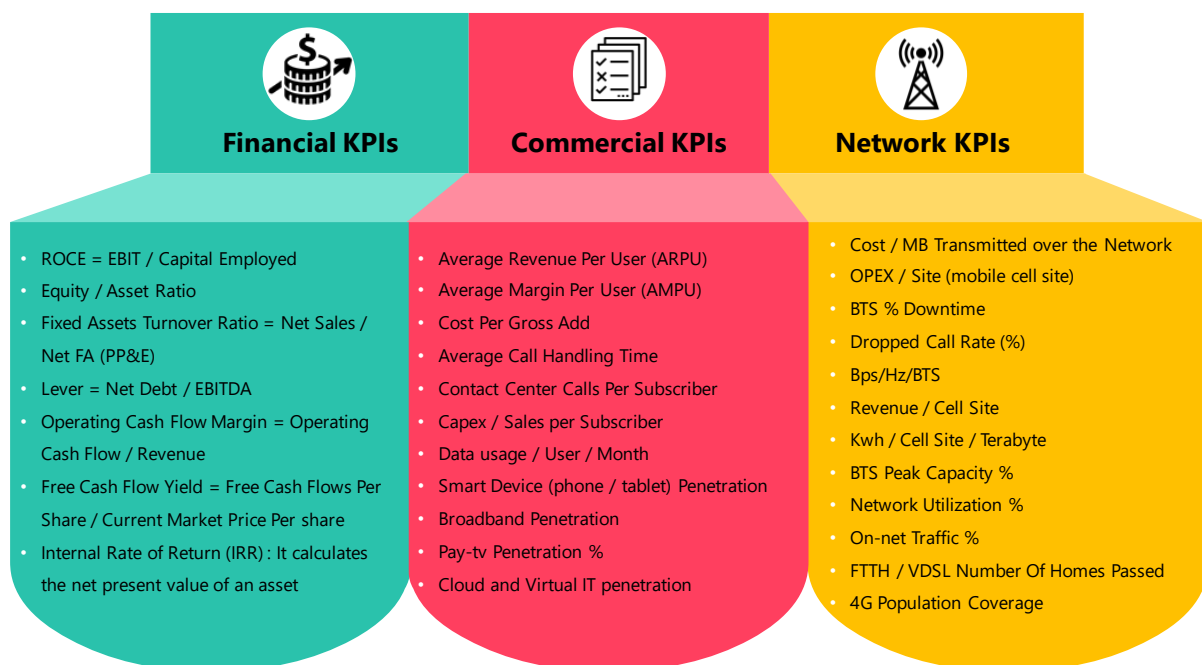 $
Financial KPIs
Commercial KPIs
Network KPIs
• ROCE = EBIT / Capital Employed
• Equity / Asset Ratio
• Fixed Assets Turnover Ratio = Net Sales /
Net FA (PP&E)
• Lever = Net Debt / EBITDA
• Operating Cash Flow Margin = Operating
Cash Flow / Revenue
• Free Cash Flow Yield = Free Cash Flows Per
Share / Current Market Price Per share
• Internal Rate of Return (IRR) : It calculates
the net present value of an asset
• Average Revenue Per User (ARPU)
• Average Margin Per User (AMPU)
• Cost Per Gross Add
• Average Call Handling Time
• Contact Center Calls Per Subscriber
• Capex / Sales per Subscriber
• Data usage / User / Month
• Smart Device (phone / tablet) Penetration
• Broadband Penetration
• Pay-tv Penetration %
• Cloud and Virtual IT penetration
• Cost / MB Transmitted over the Network
• OPEX / Site (mobile cell site)
• BTS % Downtime
• Dropped Call Rate (%)
• Bps/Hz/BTS
• Revenue / Cell Site
• Kwh / Cell Site / Terabyte
• BTS Peak Capacity %
• Network Utilization %
• On-net Traffic %
• FTTH / VDSL Number Of Homes Passed
• 4G Population Coverage